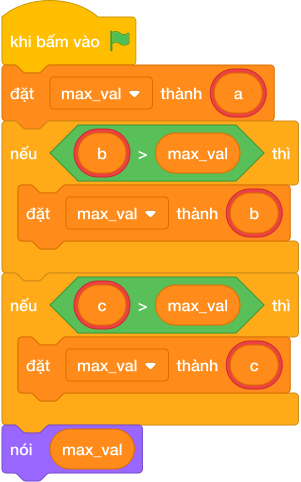 khi bấm vào
đặt max_val thành a
nếu b > max_val thì
đặt max_val thành b
nếu c > max_val thì
đặt max_val thành c
nói max_val